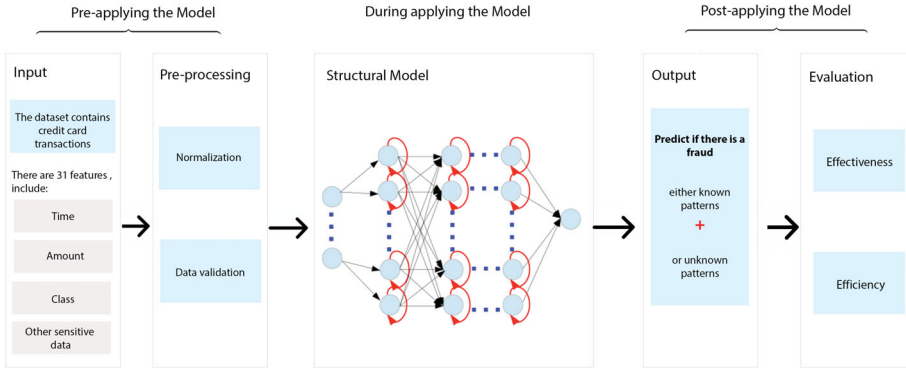 Pre-applying the Model
During applying the Model
Post-applying the Model
Input
The dataset contains
credit card
transactions
There are 31 features ,
include:
Time
Amount
Class
Other sensitive
data
Pre-processing
Normalization
Data validation
Structural Model
Output
Predict if there is a
fraud
either known
patterns
+
or unknown
patterns
Evaluation
Effectiveness
Efficiency